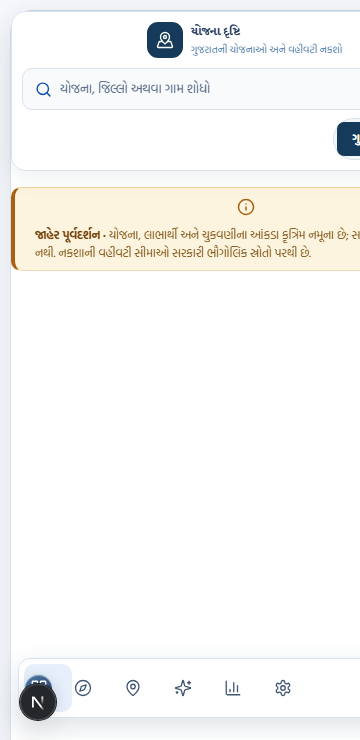 યોજના દૃષ્ટિ
ગુજરાતની યોજનાઓ અને વહીવટી નકશો
યોજના, જિલ્લો અથવા ગામ શોધો
જાહેર પૂર્વદર્શન · યોજના, લાભાર્થી અને ચુકવણીના આંકડા કૃત્રિમ નમૂના છે;
નથી. નકશાની વહીવટી સીમાઓ સરકારી ભૌગોલિક સ્રોતો પરથી છે.
N